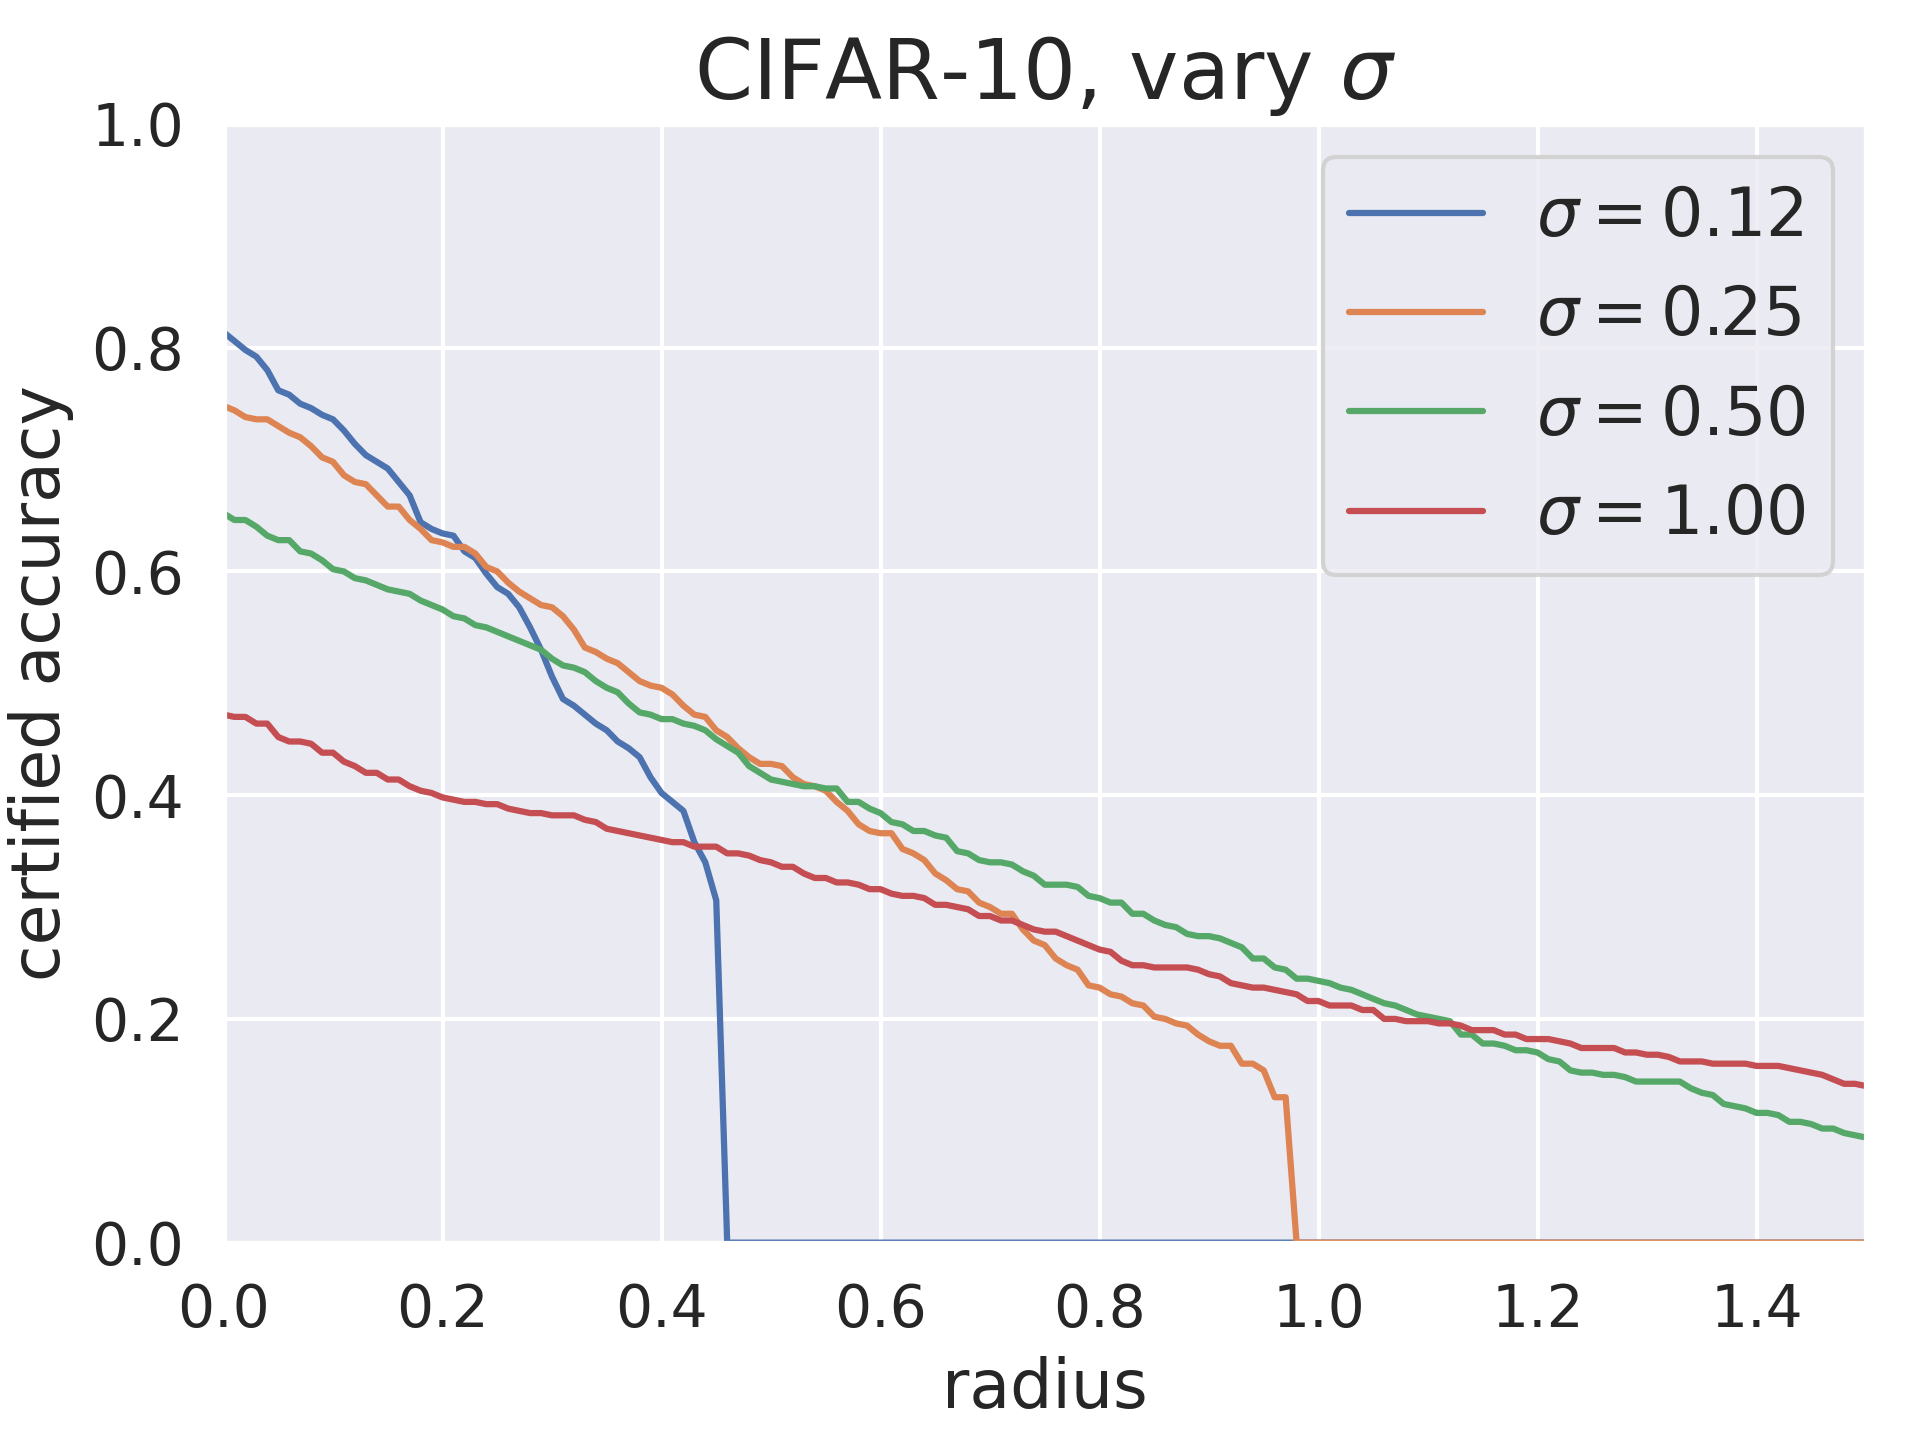 CIFAR-10, vary σ
certified accuracy
1.0
0.8
0.6
0.4
0.2
0.0
σ = 0.12
σ = 0.25
σ = 0.50
σ = 1.00
0.0 0.2 0.4 0.6 0.8 1.0 1.2 1.4
radius